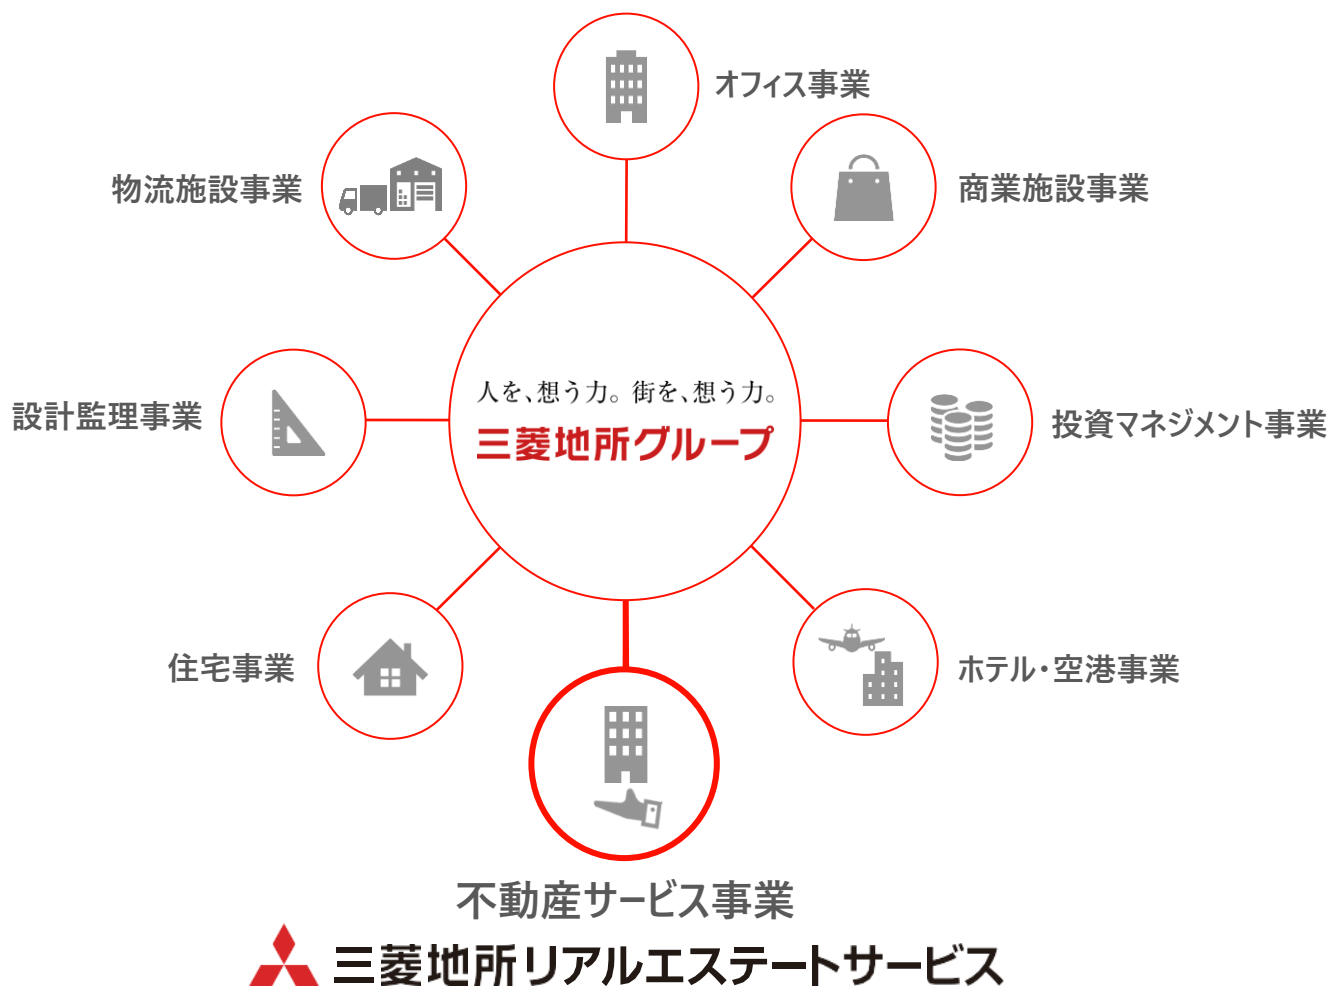 オフィス事業
物流施設事業
商業施設事業
人を、想う力。街を、想う力。
三菱地所グループ
設計監理事業
投資マネジメント事業
住宅事業
ホテル・空港事業
不動産サービス事業
三菱地所リアルエステートサービス